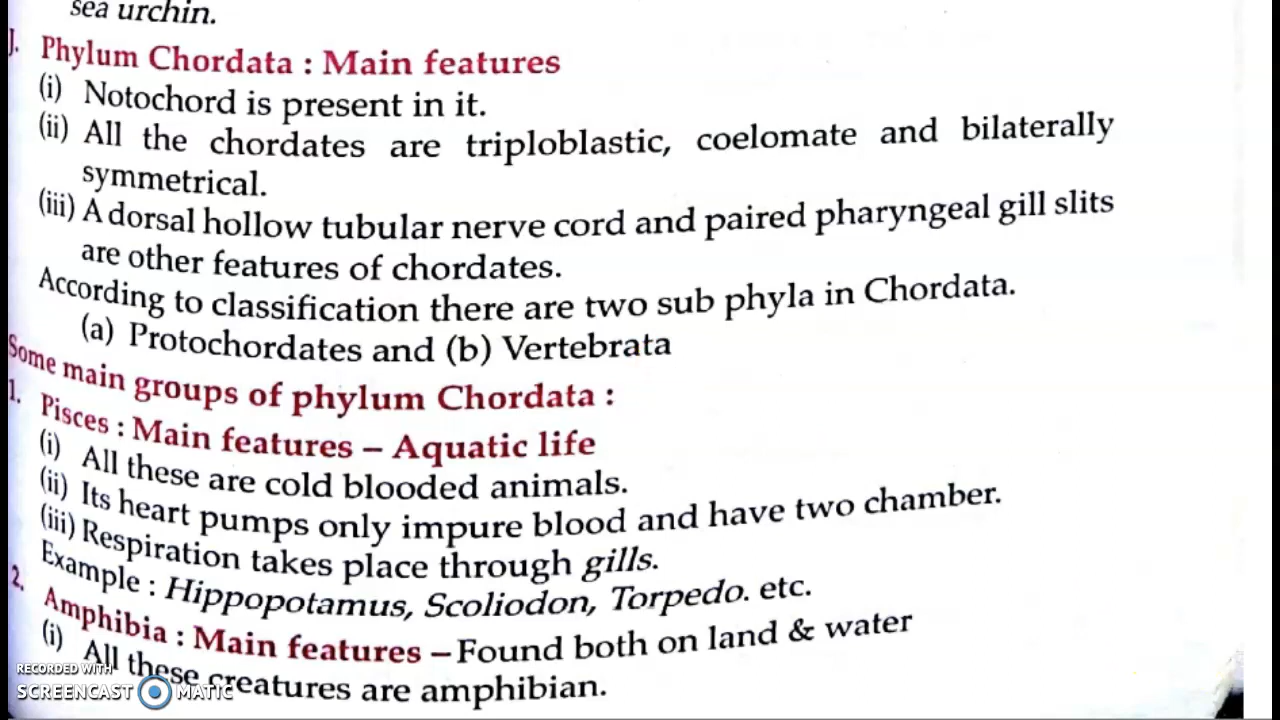 sea urchin.
J. Phylum Chordata : Main features
(i) Notochord is present in it.
(ii) All the chordates are triploblastic, coelomate and bilaterally
symmetrical.
(iii) A dorsal hollow tubular nerve cord and paired pharyngeal gill slits
are other features of chordates.
According to classification there are two sub phyla in Chordata.
(a) Protochordates and (b) Vertebrata
Some main groups of phylum Chordata :
1. Pisces : Main features – Aquatic life
(i) All these are cold blooded animals.
(ii) Its heart pumps only impure blood and have two chamber.
(iii) Respiration takes place through gills.
Example : Hippopotamus, Scoliodon, Torpedo. etc.
2. Amphibia : Main features – Found both on land & water
(i) All these creatures are amphibian.
RECORDED WITH
SCREENCAST MATIC